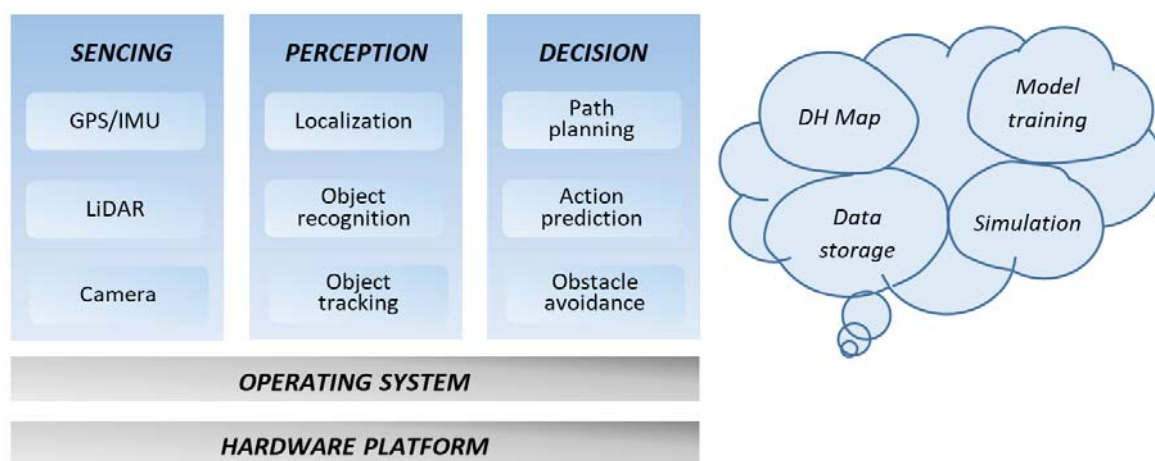 SENCING
GPS/IMU
LiDAR
Camera
PERCEPTION
Localization
Object
recognition
Object
tracking
DECISION
Path
planning
Action
prediction
Obstacle
avoidance
OPERATING SYSTEM
HARDWARE PLATFORM
DH Map
Model
training
Data
storage
Simulation